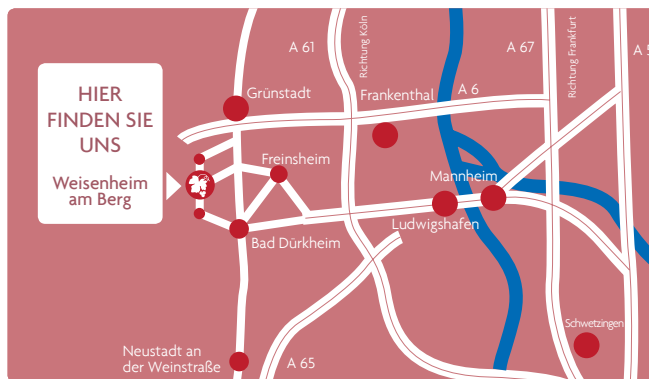 HIER
FINDEN SIE
UNS
Weisenheim
am Berg
A 61
Richtung Köln
A 67
Richtung Frankfurt
A 5
Grünstadt
Frankenthal
A 6
Freinsheim
Mannheim
Ludwigshafen
Bad Dürkheim
Schwetzingen
Neustadt an
der Weinstraße
A 65